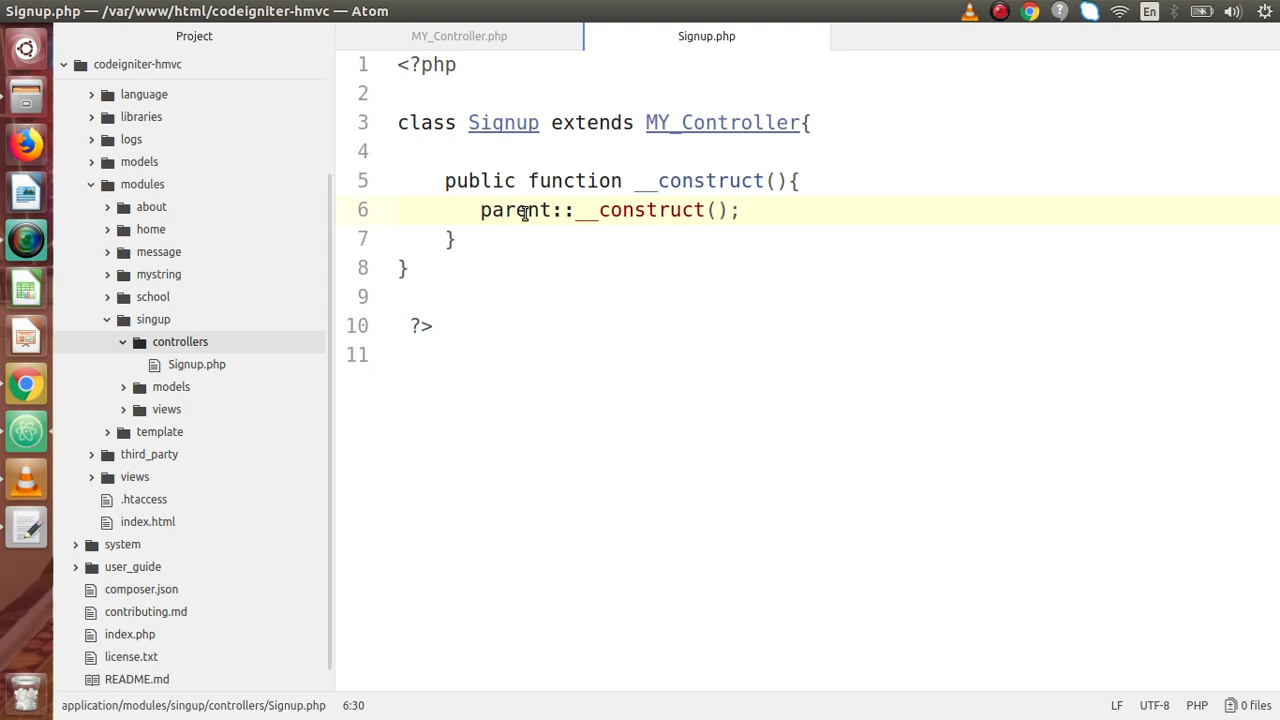 Signup.php — /var/www/html/codeigniter-hmvc — Atom
En
Project
MY_Controller.php
Signup.php
codeigniter-hmvc
language
libraries
logs
models
modules
about
home
message
mystring
school
singup
controllers
Signup.php
models
views
template
third_party
views
.htaccess
index.html
system
user_guide
composer.json
contributing.md
index.php
license.txt
README.md
1 <?php
2
3 class Signup extends MY_Controller{
4
5 public function __construct(){
6 parent::__construct();
7 }
8 }
9
10 ?>
11
application/modules/singup/controllers/Signup.php 6:30 LF UTF-8 PHP 0 files